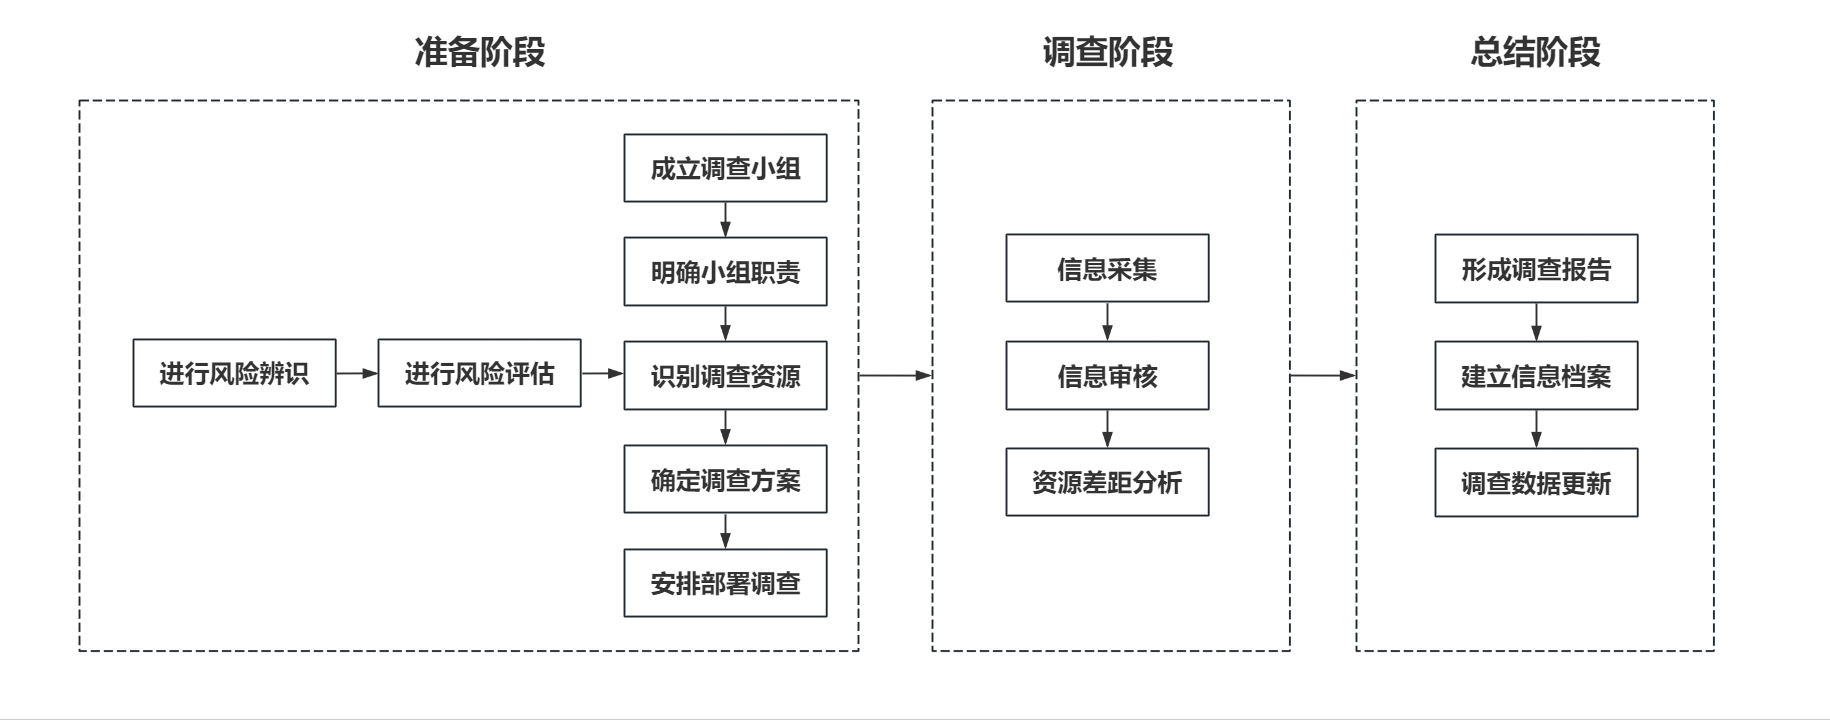 准备阶段
进行风险辨识
进行风险评估
成立调查小组
明确小组职责
识别调查资源
确定调查方案
安排部署调查
调查阶段
信息采集
信息审核
资源差距分析
总结阶段
形成调查报告
建立信息档案
调查数据更新